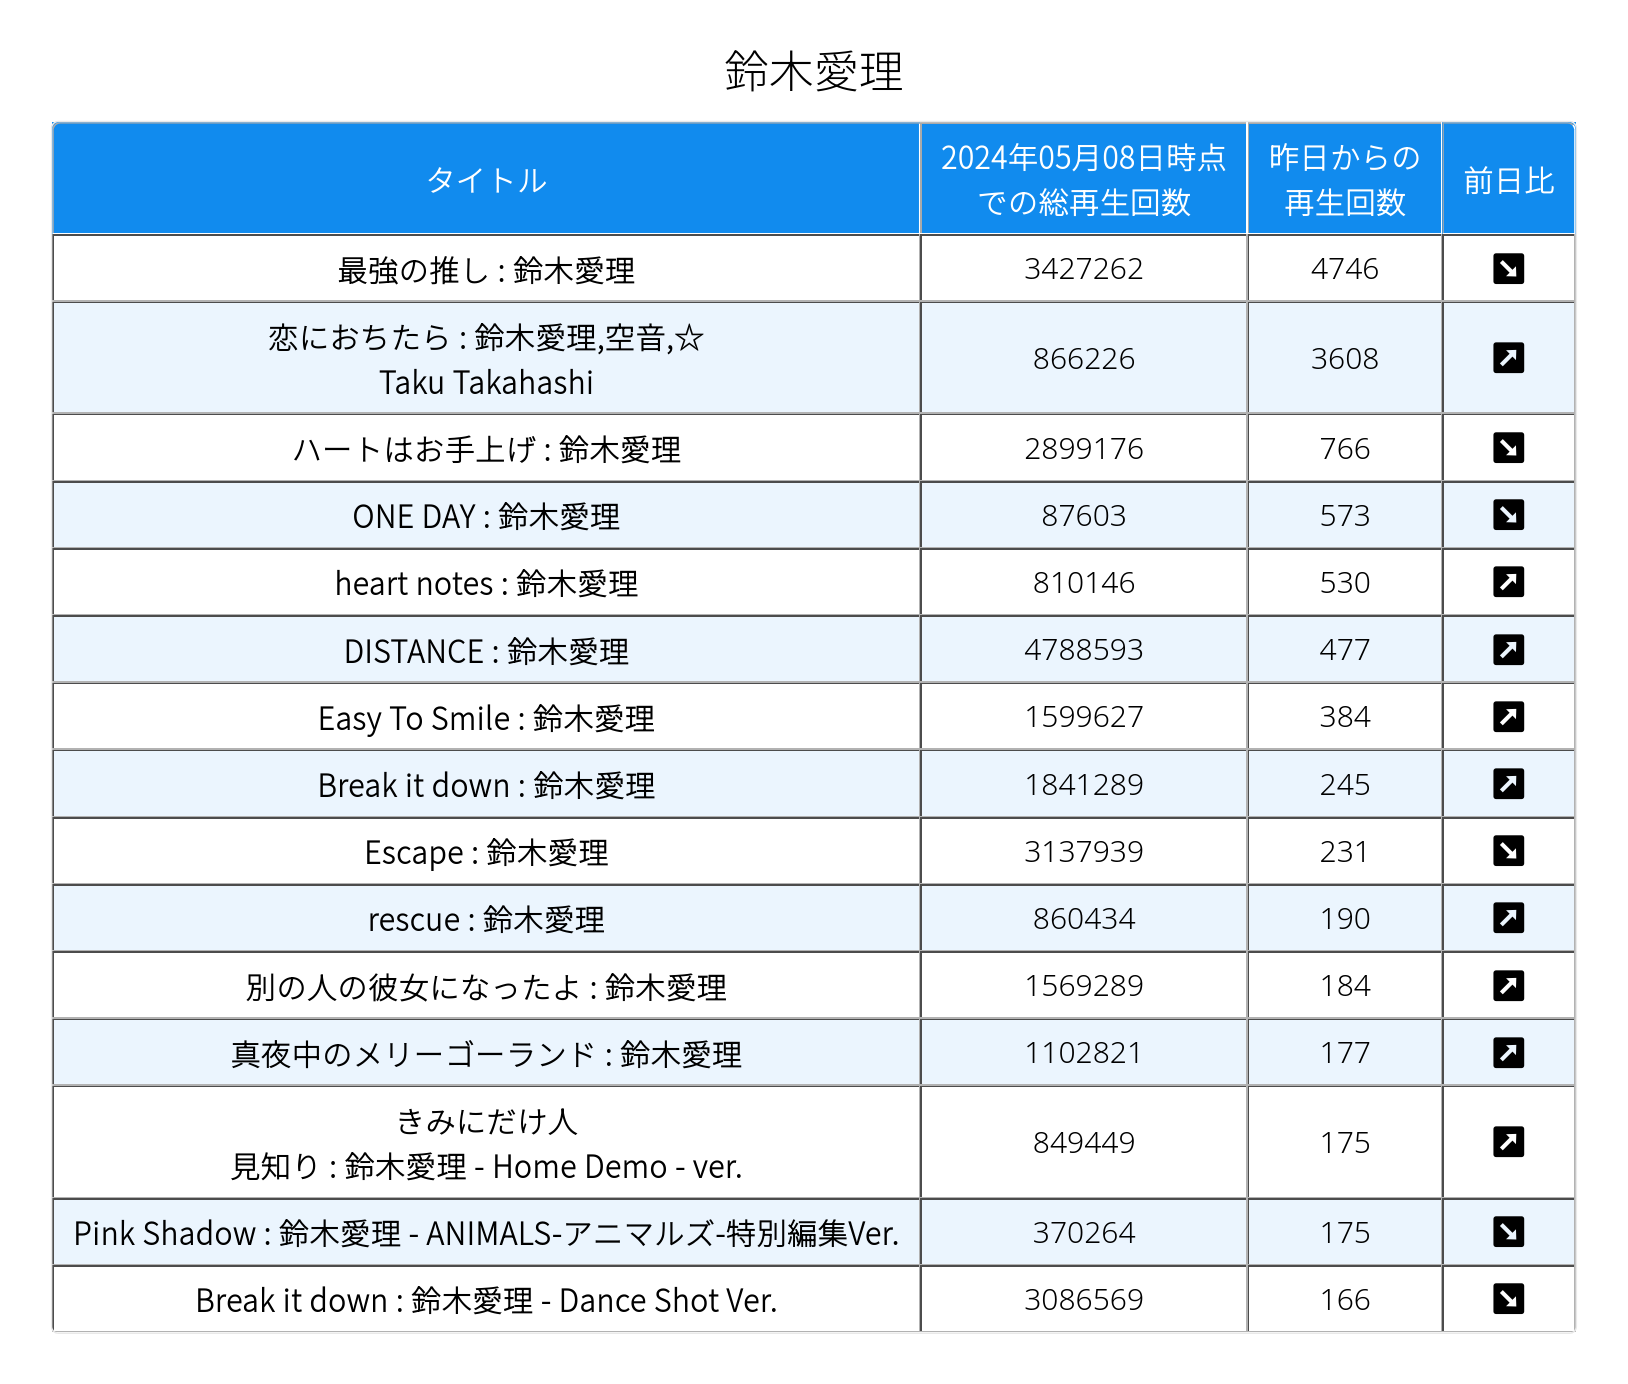 鈴木愛理
タイトル
2024年05月08日時点
での総再生回数
昨日からの
再生回数
前日比
最強の推し : 鈴木愛理 3427262 4746
恋におちたら : 鈴木愛理,空音,☆
Taku Takahashi
866226 3608
ハートはお手上げ : 鈴木愛理 2899176 766
ONE DAY : 鈴木愛理 87603 573
heart notes : 鈴木愛理 810146 530
DISTANCE : 鈴木愛理 4788593 477
Easy To Smile : 鈴木愛理 1599627 384
Break it down : 鈴木愛理 1841289 245
Escape : 鈴木愛理 3137939 231
rescue : 鈴木愛理 860434 190
別の人の彼女になったよ : 鈴木愛理 1569289 184
真夜中のメリーゴーランド : 鈴木愛理 1102821 177
きみにだけ人
見知り : 鈴木愛理 - Home Demo - ver.
849449 175
Pink Shadow : 鈴木愛理 - ANIMALS-アニマルズ-特別編集Ver. 370264 175
Break it down : 鈴木愛理 - Dance Shot Ver. 3086569 166